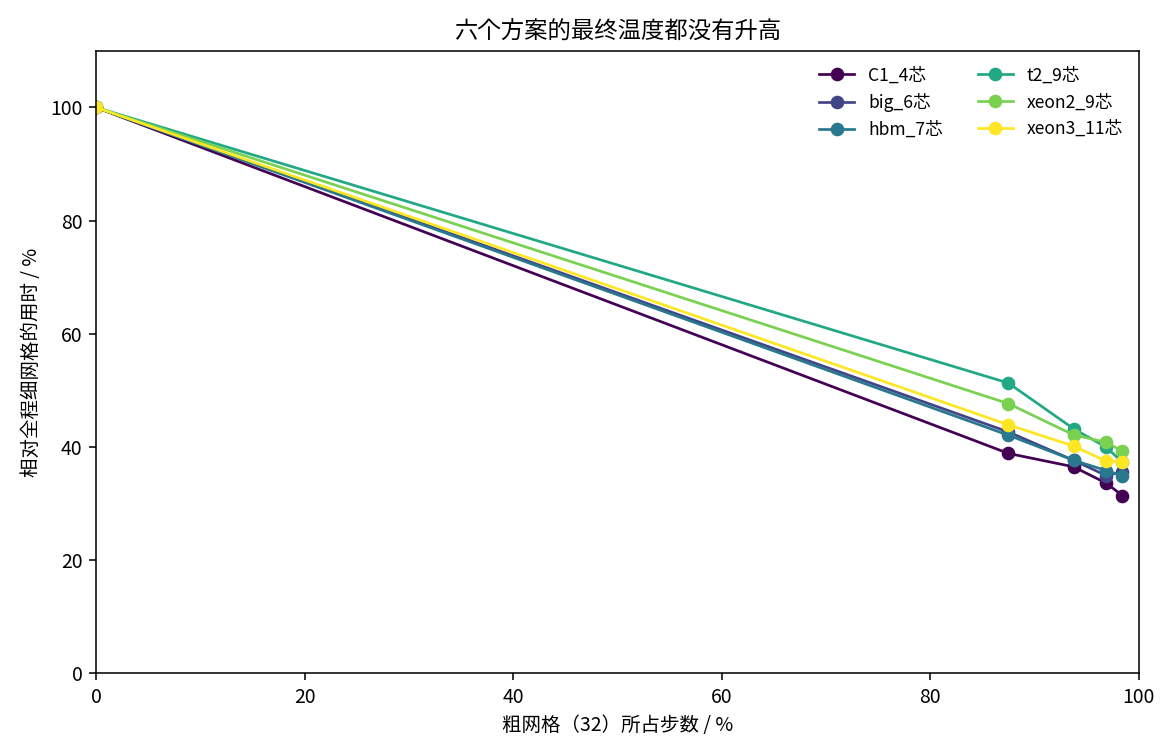 六个方案的最终温度都没有升高
C1_4芯
big_6芯
hbm_7芯
t2_9芯
xeon2_9芯
xeon3_11芯
相对全程细网格的用时 / %
100
80
60
40
20
0
0 20 40 60 80 100
粗网格（32）所占步数 / %